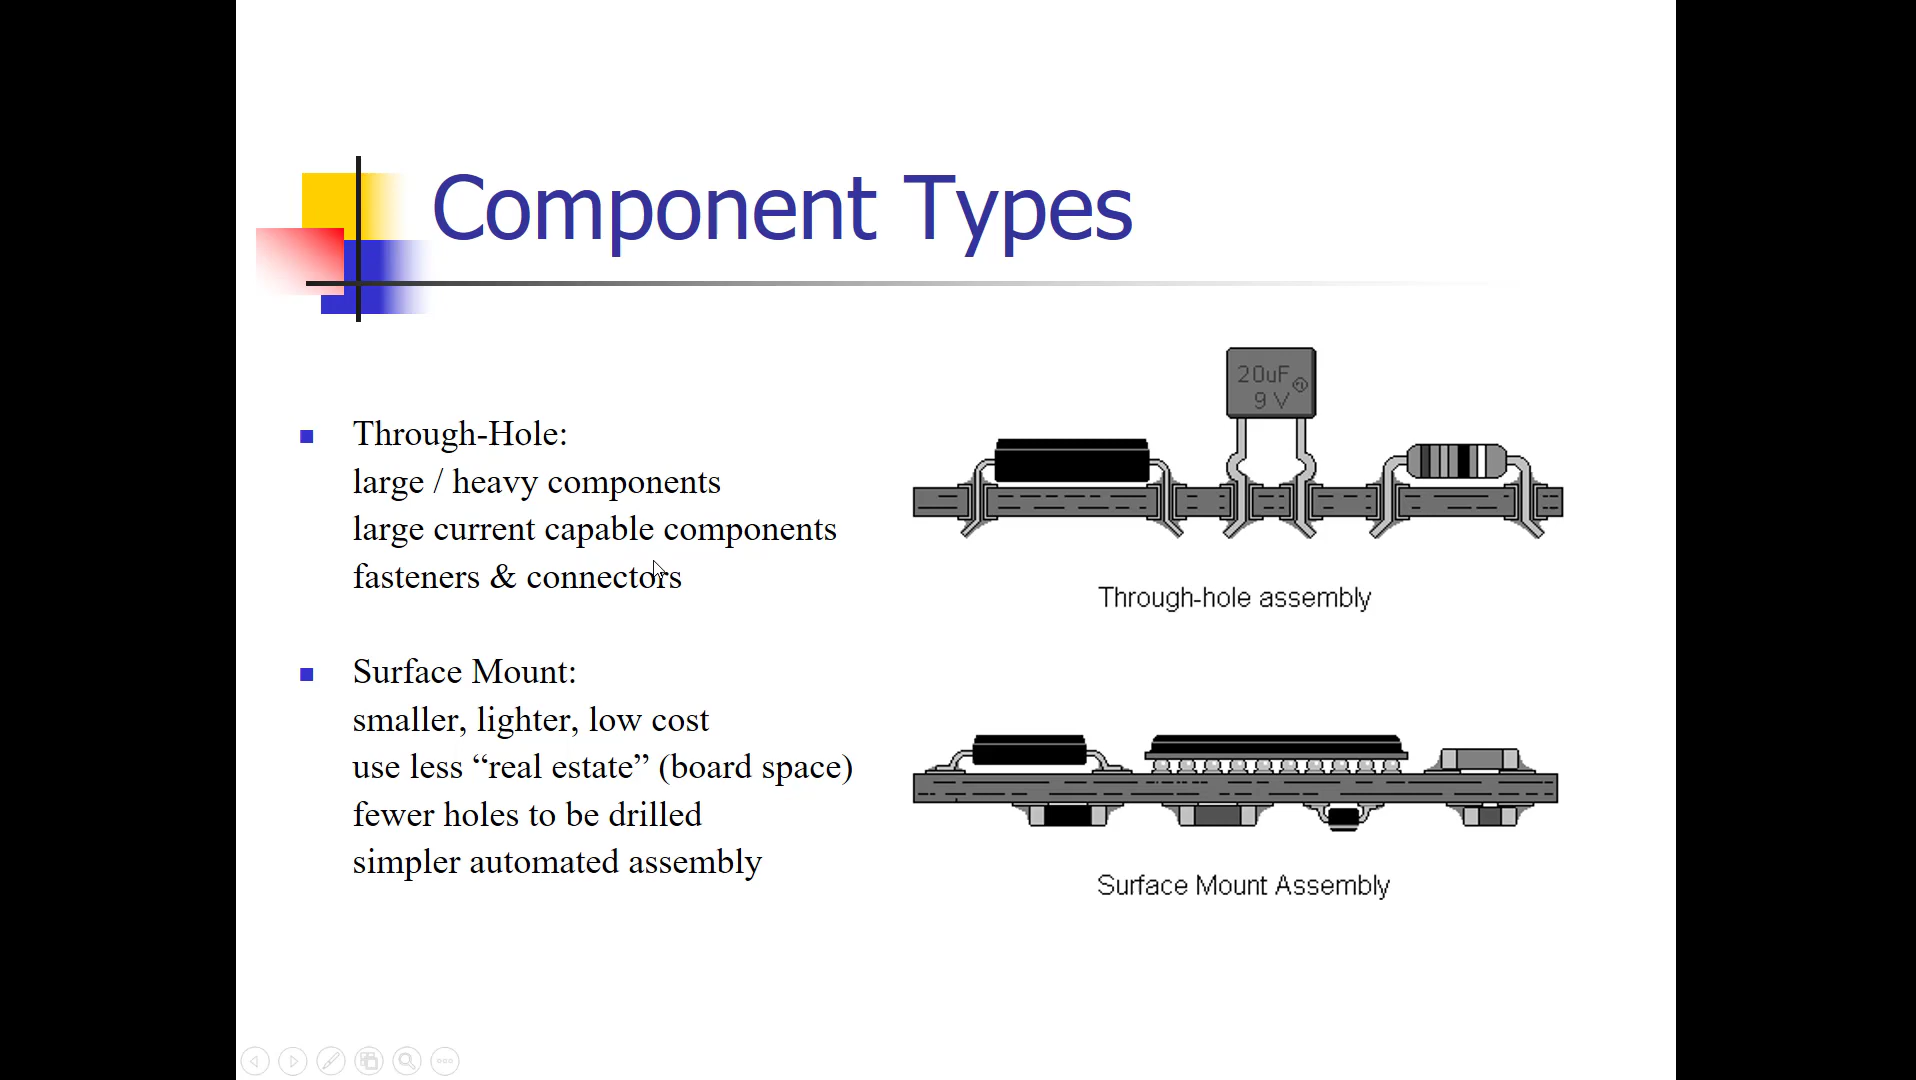 Component Types
Through-Hole:
large / heavy components
large current capable components
fasteners & connectors
Surface Mount:
smaller, lighter, low cost
use less “real estate” (board space)
fewer holes to be drilled
simpler automated assembly
20uF
9 V
Through-hole assembly
Surface Mount Assembly